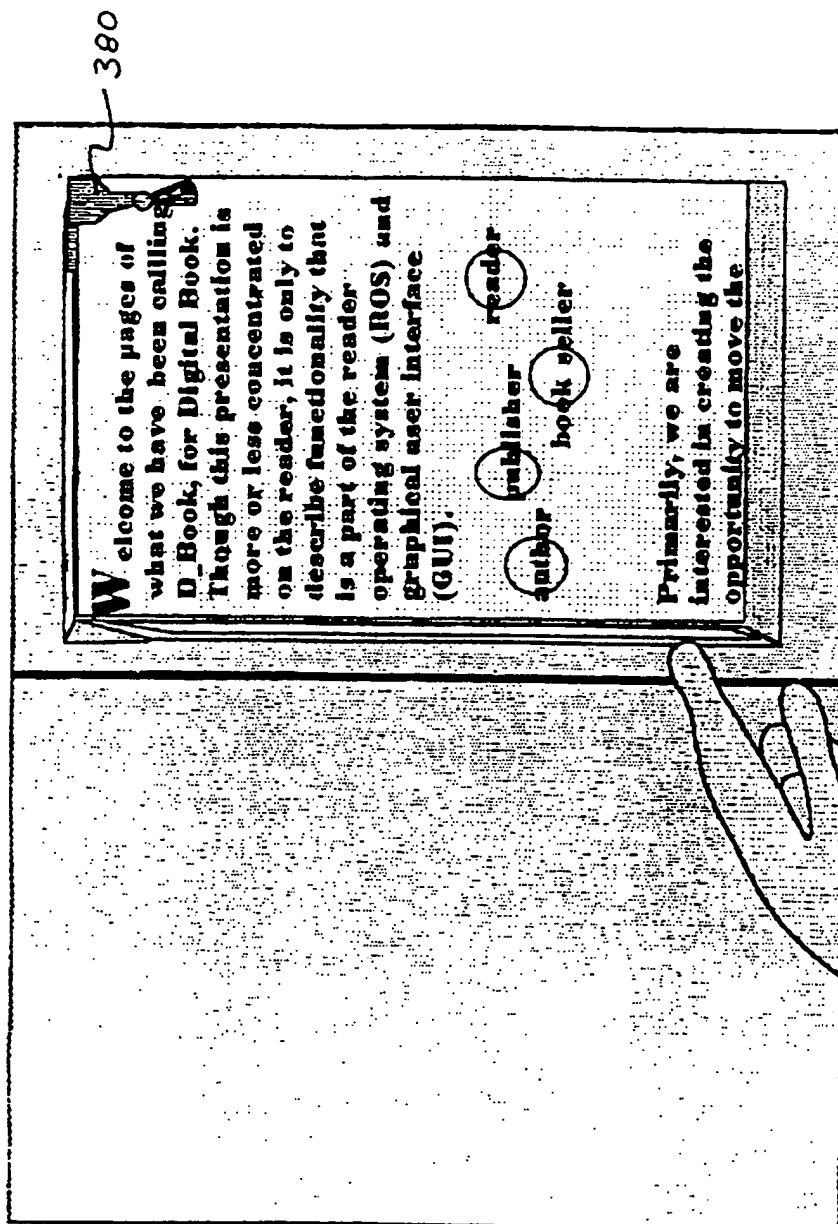 380
Welcome to the pages of
what we have been callling
D_Book, for Digital Book.
Though this presentation is
more or less concentrated
on the reader, it is only to
describe functionality that
is a part of the reader
operating system (ROS) and
graphical user interface
(GUI).
author publisher reader
book seller
Primarily, we are
interested in creating the
opportunity to move the